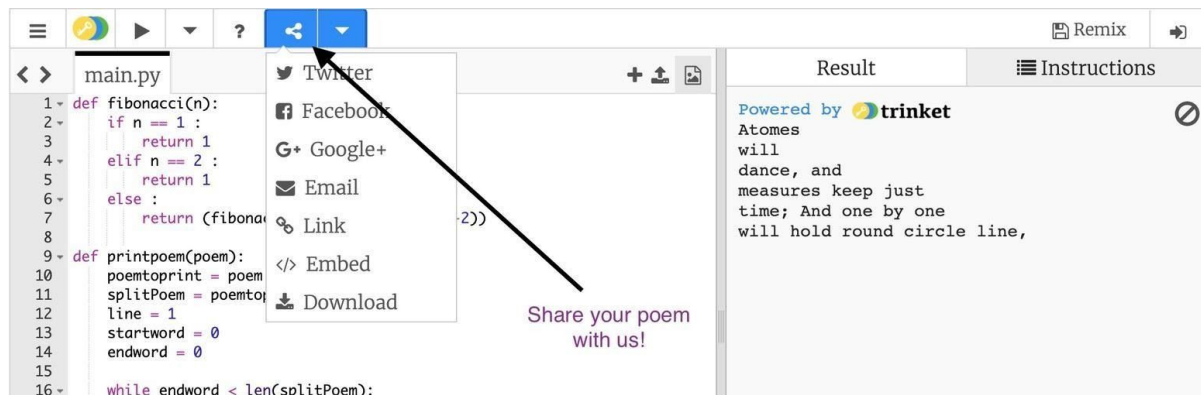 ?
Remix
main.py
Result
Instructions
Twitter
Facebook
G+ Google+
Email
Link
</> Embed
Download
1 def fibonacci(n):
2 if n == 1 :
3 return 1
4 elif n == 2 :
5 return 1
6 else :
7 return (fibonac 2))
8
9 def printpoem(poem):
10 poemtoprint = poem
11 splitPoem = poemtop
12 line = 1
13 startword = 0
14 endword = 0
15
16 while endword < len(splitPoem):
Share your poem
with us!
Powered by trinket
Atomes
will
dance, and
measures keep just
time; And one by one
will hold round circle line,